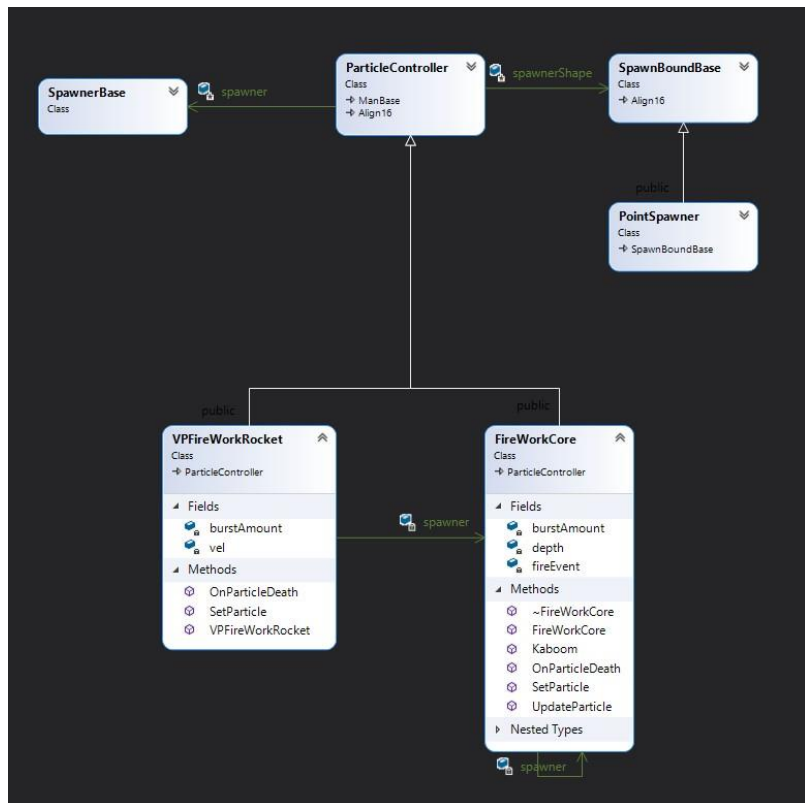 SpawnerBase
Class
spawner
ParticleController
Class
ManBase
Align16
spawnerShape
SpawnBoundBase
Class
Align16
public
PointSpawner
Class
SpawnBoundBase
public
public
VPFireWorkRocket
Class
ParticleController
Fields
burstAmount
vel
Methods
OnParticleDeath
SetParticle
VPFireWorkRocket
spawner
FireWorkCore
Class
ParticleController
Fields
burstAmount
depth
fireEvent
Methods
~FireWorkCore
FireWorkCore
Kaboom
OnParticleDeath
SetParticle
UpdateParticle
Nested Types
spawner